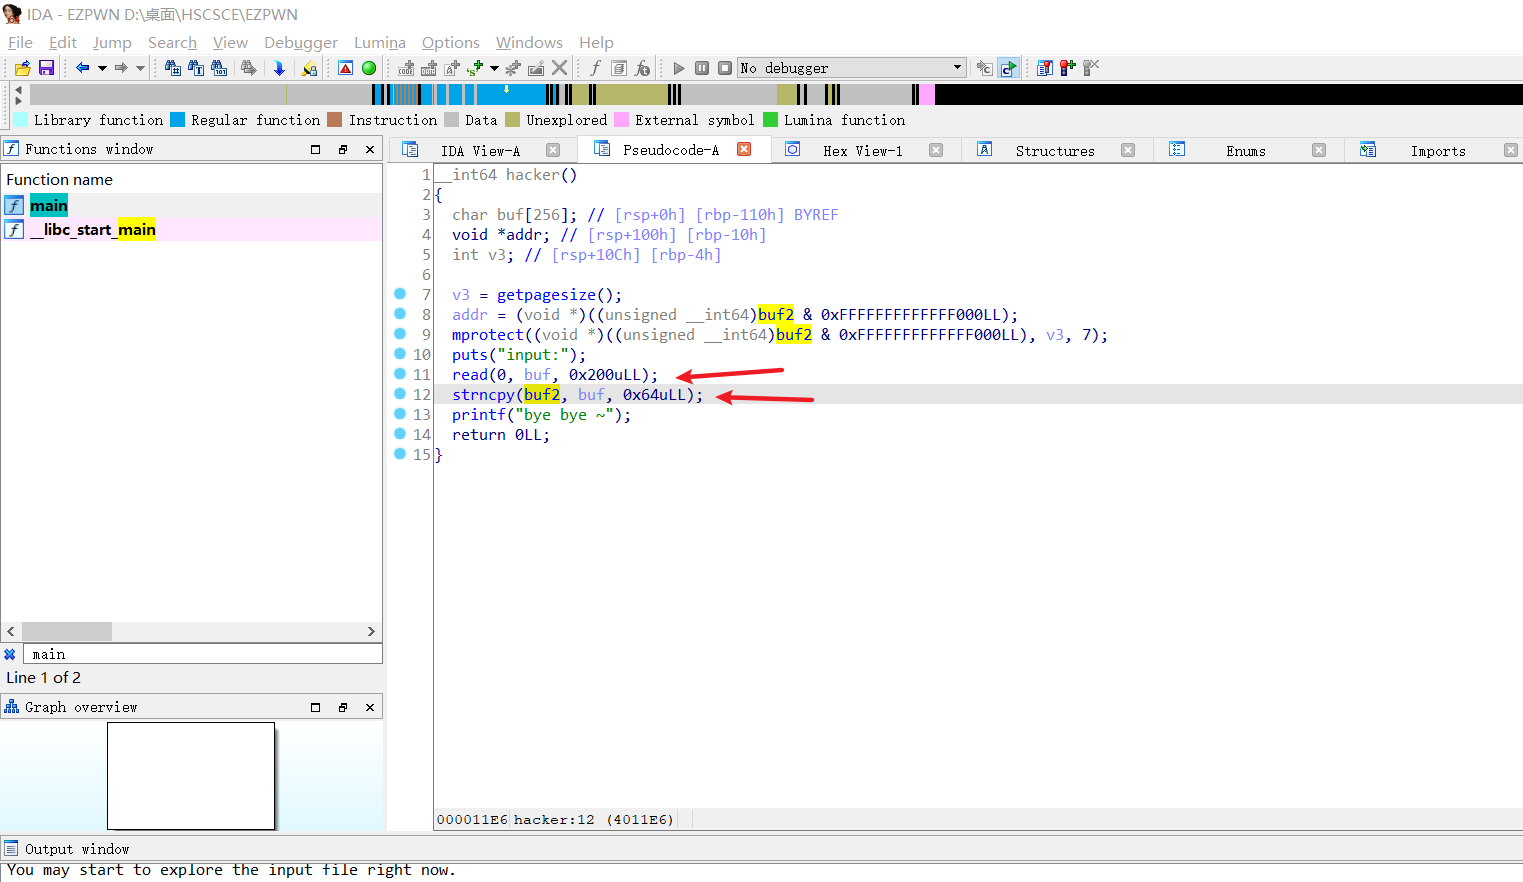 IDA - EZPWN D:\桌面\HSCSCE\EZPWN
File Edit Jump Search View Debugger Lumina Options Windows Help
No debugger
Library function Regular function Instruction Data Unexplored External symbol Lumina function
Functions window
IDA View-A Pseudocode-A Hex View-1 Structures Enums Imports
Function name
main
__libc_start_main
1 __int64 hacker()
2 {
3 char buf[256]; // [rsp+0h] [rbp-110h] BYREF
4 void *addr; // [rsp+100h] [rbp-10h]
5 int v3; // [rsp+10Ch] [rbp-4h]
6
7 v3 = getpagesize();
8 addr = (void *)((unsigned __int64)buf2 & 0xFFFFFFFFFFFFF000LL);
9 mprotect((void *)((unsigned __int64)buf2 & 0xFFFFFFFFFFFFF000LL), v3, 7);
10 puts("input:");
11 read(0, buf, 0x200uLL);
12 strncpy(buf2, buf, 0x64uLL);
13 printf("bye bye ~");
14 return 0LL;
15 }
main
Line 1 of 2
Graph overview
000011E6 hacker:12 (4011E6)
Output window
You may start to explore the input file right now.